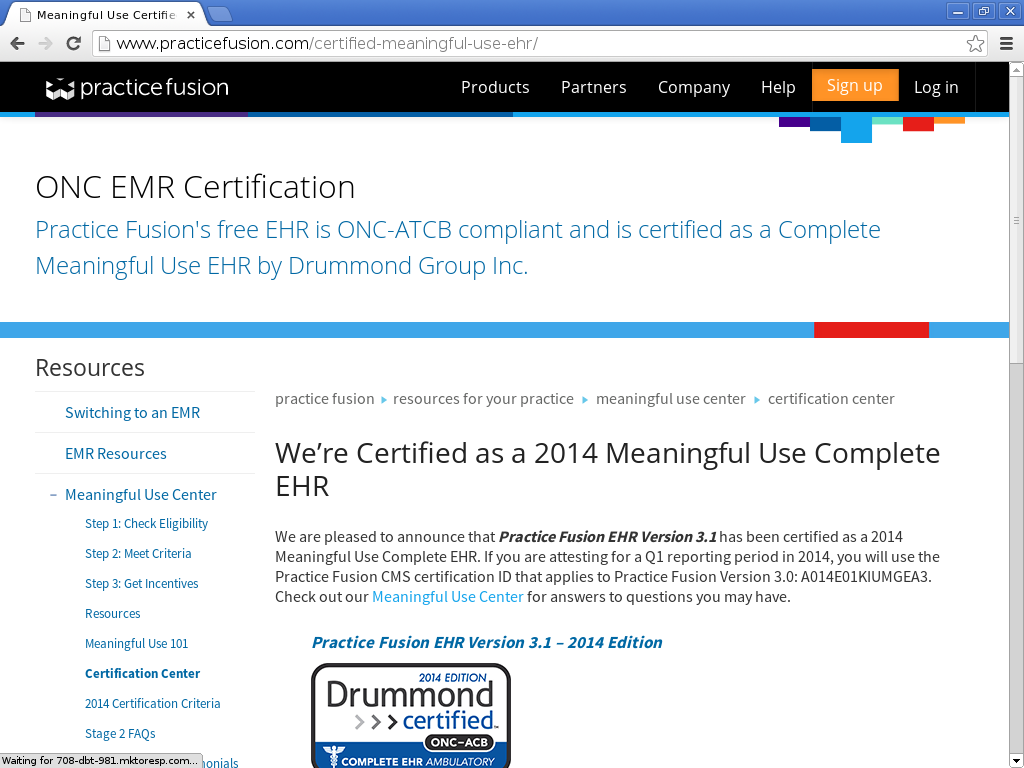 Meaningful Use Certifie
www.practicefusion.com/certified-meaningful-use-ehr/
practice fusion
Products
Partners
Company
Help
Sign up
Log in
ONC EMR Certification
Practice Fusion's free EHR is ONC-ATCB compliant and is certified as a Complete
Meaningful Use EHR by Drummond Group Inc.
Resources
Switching to an EMR
EMR Resources
– Meaningful Use Center
Step 1: Check Eligibility
Step 2: Meet Criteria
Step 3: Get Incentives
Resources
Meaningful Use 101
Certification Center
2014 Certification Criteria
Stage 2 FAQs
onials
practice fusion
resources for your practice
meaningful use center
certification center
We’re Certified as a 2014 Meaningful Use Complete
EHR
We are pleased to announce that Practice Fusion EHR Version 3.1 has been certified as a 2014
Meaningful Use Complete EHR. If you are attesting for a Q1 reporting period in 2014, you will use the
Practice Fusion CMS certification ID that applies to Practice Fusion Version 3.0: A014E01KIUMGEA3.
Check out our Meaningful Use Center for answers to questions you may have.
Practice Fusion EHR Version 3.1 – 2014 Edition
2014 EDITION
Drummond
certified™
ONC–ACB
COMPLETE EHR AMBULATORY
Waiting for 708-dbt-981.mktoresp.com...